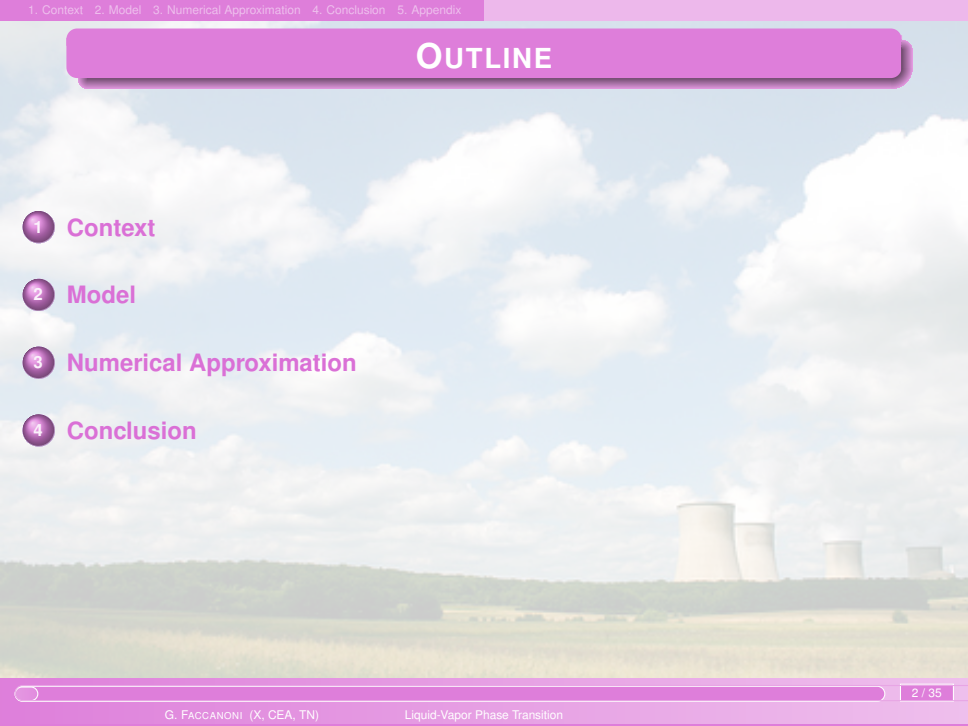 1. Context 2. Model 3. Numerical Approximation 4. Conclusion 5. Appendix
OUTLINE
1 Context
2 Model
3 Numerical Approximation
4 Conclusion
2 / 35
G. FACCANONI (X, CEA, TN) Liquid-Vapor Phase Transition